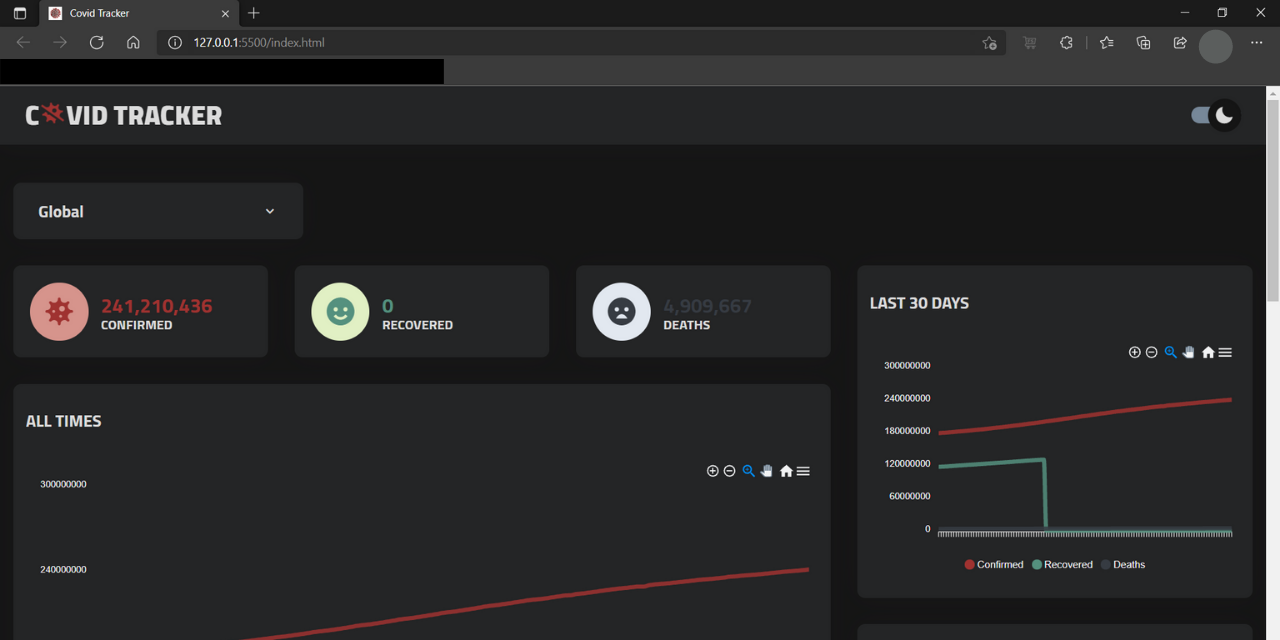 Covid Tracker
127.0.0.1:5500/index.html
COVID TRACKER
Global
241,210,436
CONFIRMED
0
RECOVERED
4,909,667
DEATHS
LAST 30 DAYS
300000000
240000000
180000000
120000000
60000000
0
Confirmed Recovered Deaths
ALL TIMES
300000000
240000000